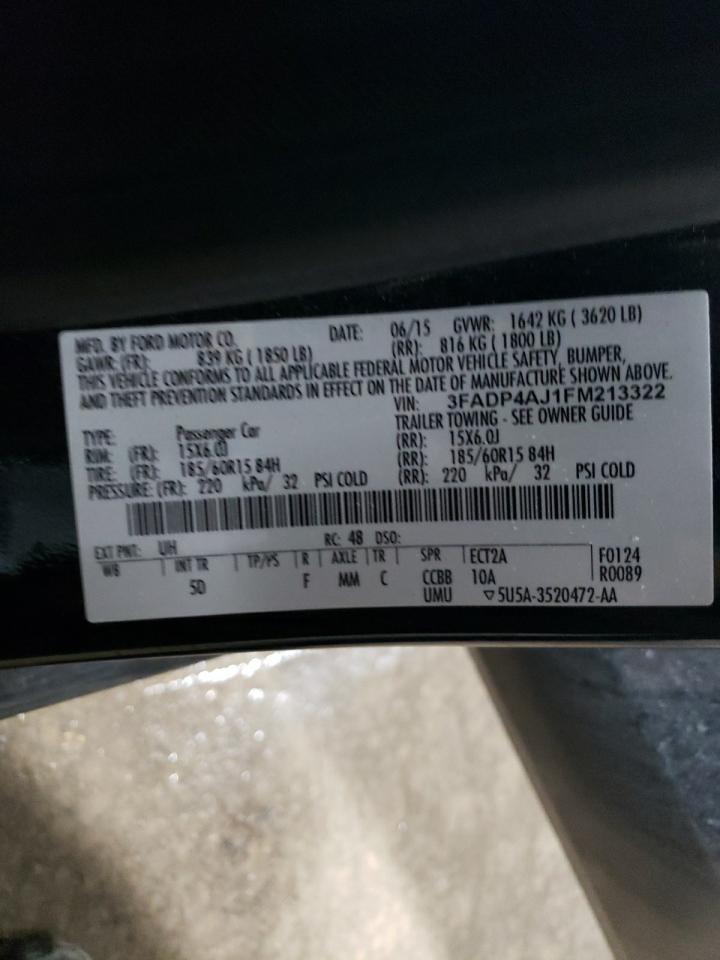 MFD. BY FORD MOTOR CO. DATE: 06/15 GVWR: 1642 KG ( 3620 LB)
GAWR: (FR): 839 KG ( 1850 LB) (RR): 816 KG ( 1800 LB)
THIS VEHICLE CONFORMS TO ALL APPLICABLE FEDERAL MOTOR VEHICLE SAFETY, BUMPER,
AND THEFT PREVENTION STANDARDS IN EFFECT ON THE DATE OF MANUFACTURE SHOWN ABOVE.
VIN: 3FADP4AJ1FM213322
TYPE: Passenger Car TRAILER TOWING - SEE OWNER GUIDE
RIM: (FR): 15X6.0J (RR): 15X6.0J
TIRE: (FR): 185/60R15 84H (RR): 185/60R15 84H
PRESSURE: (FR): 220 kPa/ 32 PSI COLD (RR): 220 kPa/ 32 PSI COLD
EXT PNT: UH RC: 48 DSO:
WB INT TR TP/PS R AXLE TR SPR ECT2A F0124
5D F MM C CCBB 10A R0089
UMU ▽5U5A-3520472-AA